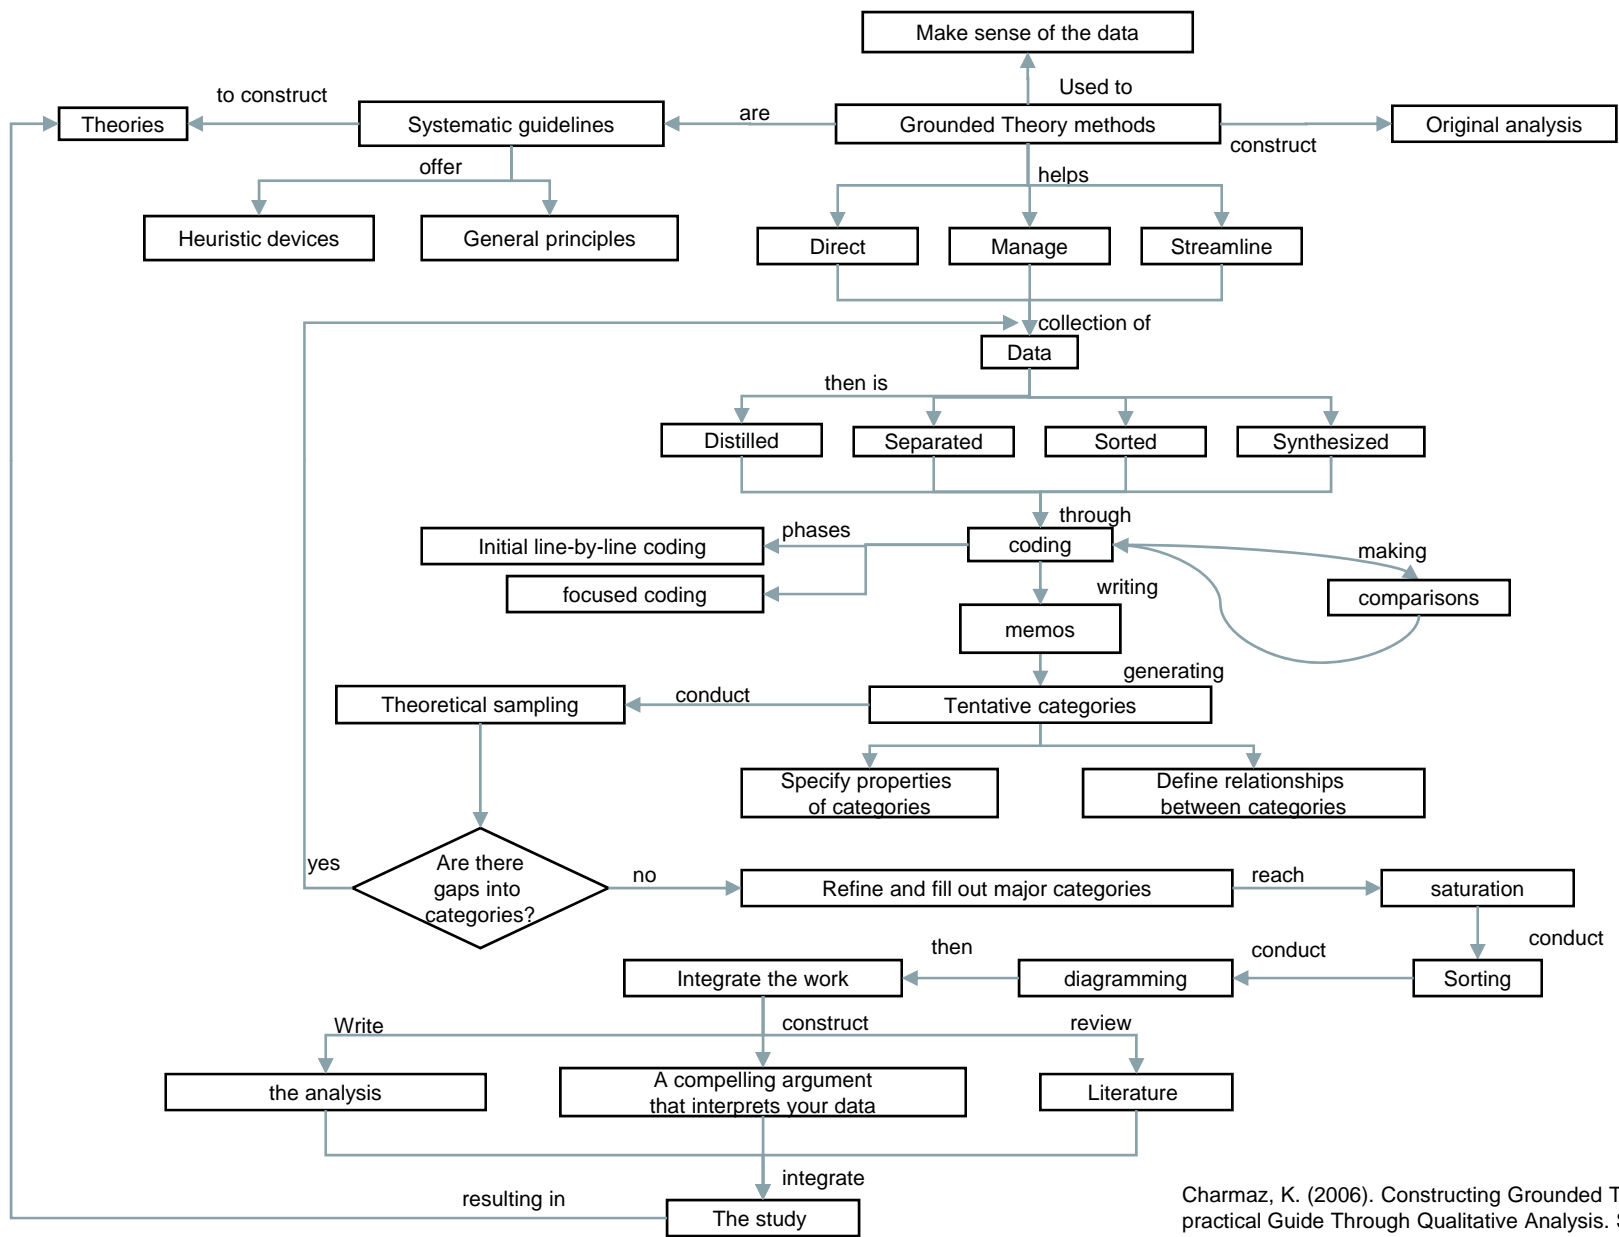 Make sense of the data
Used to
to construct
Theories
Systematic guidelines
are
Grounded Theory methods
construct
Original analysis
offer
helps
Heuristic devices
General principles
Direct
Manage
Streamline
collection of
Data
then is
Distilled
Separated
Sorted
Synthesized
through
phases
Initial line-by-line coding
coding
making
focused coding
writing
comparisons
memos
generating
Theoretical sampling
conduct
Tentative categories
Specify properties
of categories
Define relationships
between categories
yes
Are there
gaps into
categories?
no
Refine and fill out major categories
reach
saturation
conduct
then
conduct
Integrate the work
diagramming
Sorting
Write
construct
review
the analysis
A compelling argument
that interprets your data
Literature
integrate
resulting in
The study
Charmaz, K. (2006). Constructing Grounded
practical Guide Through Qualitative Analysis.